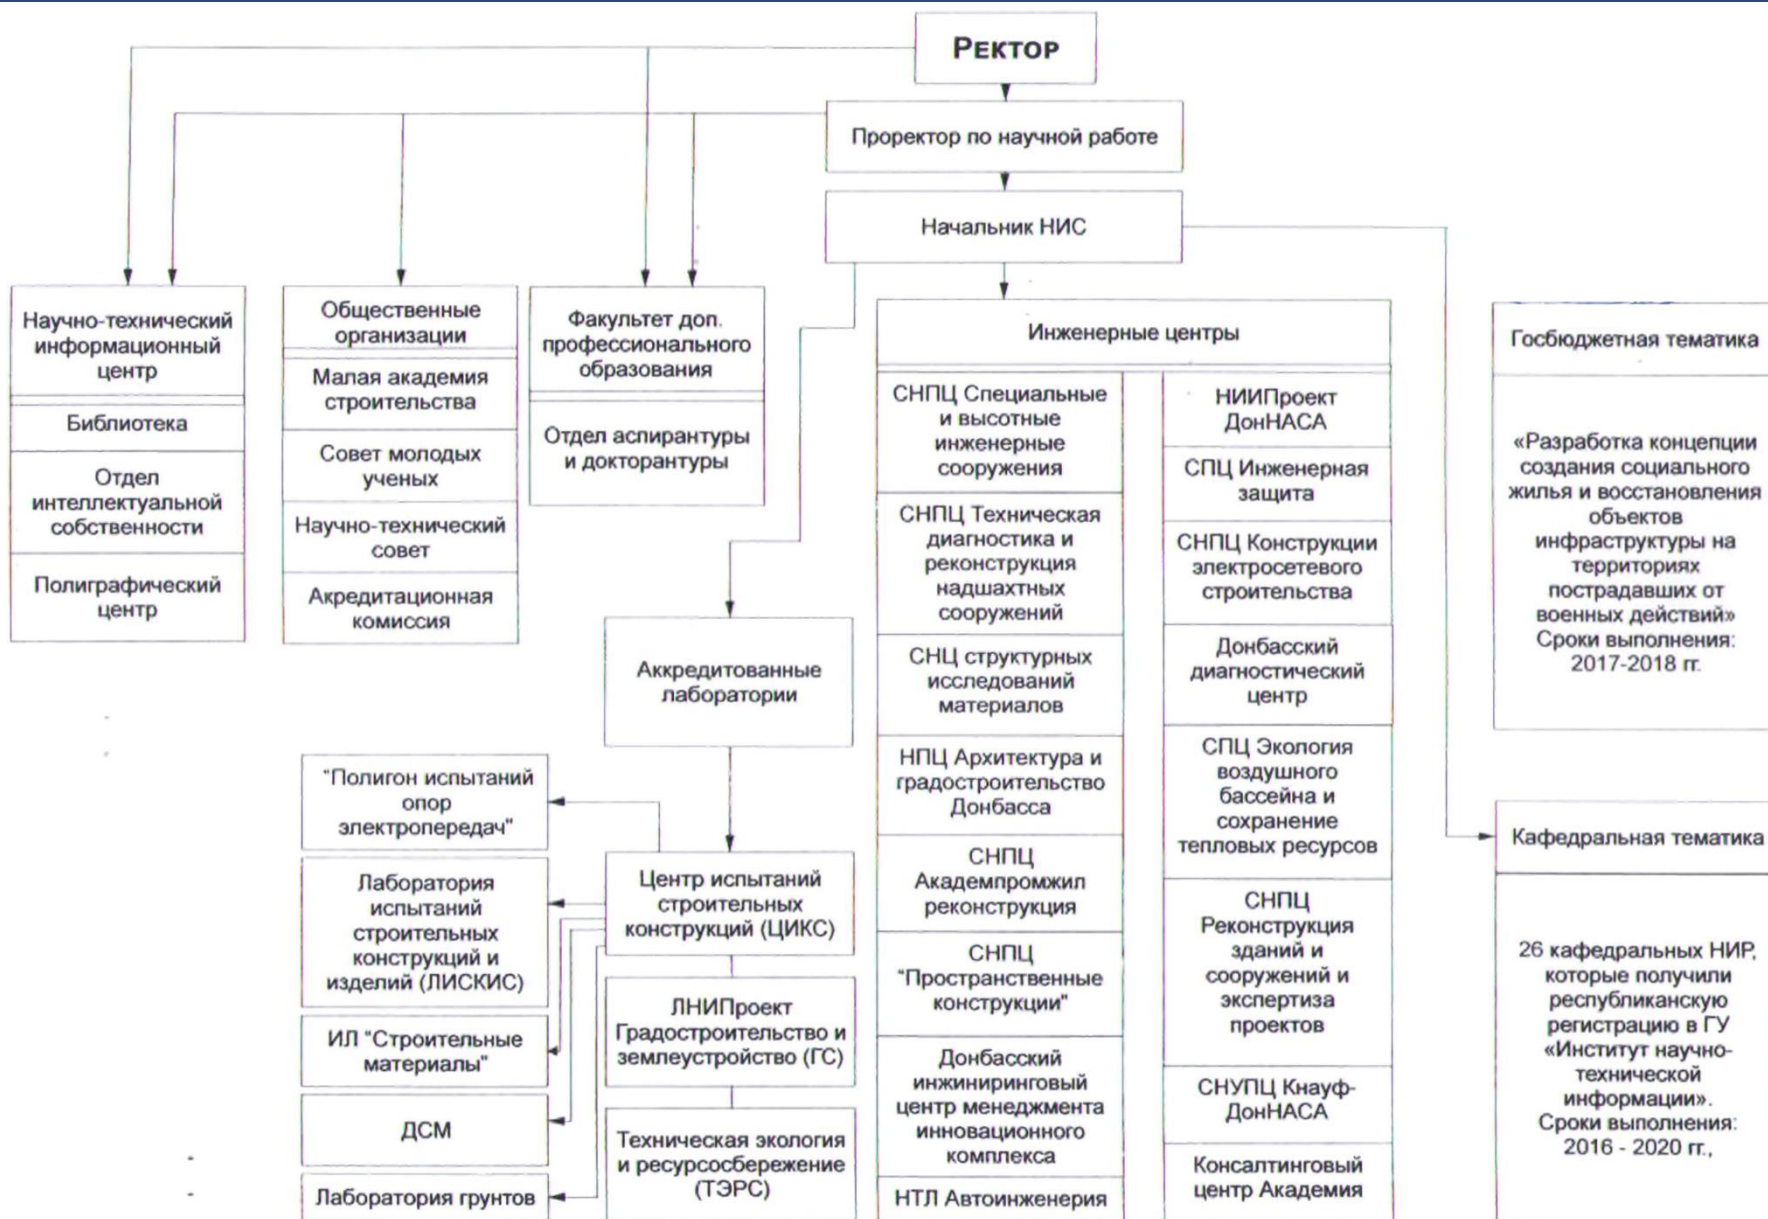 РЕКТОР
Проректор по научной работе
Начальник НИС
Научно-технический
информационный
центр
Библиотека
Отдел
интеллектуальной
собственности
Полиграфический
центр
Общественные
организации
Малая академия
строительства
Совет молодых
ученых
Научно-технический
совет
Акредитационная
комиссия
Факультет доп.
профессионального
образования
Отдел аспирантуры
и докторантуры
Аккредитованные
лаборатории
"Полигон испытаний
опор
электропередач"
Лаборатория
испытаний
строительных
конструкций и
изделий (ЛИСКИС)
ИЛ "Строительные
материалы"
ДСМ
Лаборатория грунтов
Центр испытаний
строительных
конструкций (ЦИКС)
ЛНИПроект
Градостроительство и
землеустройство (ГС)
Техническая экология
и ресурсосбережение
(ТЭРС)
Инженерные центры
СНПЦ Специальные
и высотные
инженерные
сооружения
СНПЦ Техническая
диагностика и
реконструкция
надшахтных
сооружений
СНЦ структурных
исследований
материалов
НПЦ Архитектура и
градостроительство
Донбасса
СНПЦ
Академпромжил
реконструкция
СНПЦ
"Пространственные
конструкции"
Донбасский
инжиниринговый
центр менеджмента
инновационного
комплекса
НТЛ Автоинженерия
НИИПроект
ДонНАСА
СПЦ Инженерная
защита
СНПЦ Конструкции
электросетевого
строительства
Донбасский
диагностический
центр
СПЦ Экология
воздушного
бассейна и
сохранение
тепловых ресурсов
СНПЦ
Реконструкция
зданий и
сооружений и
экспертиза
проектов
СНУПЦ Кнауф-
ДонНАСА
Консалтинговый
центр Академия
Госбюджетная тематика
«Разработка концепции
создания социального
жилья и восстановления
объектов
инфраструктуры на
территориях
пострадавших от
военных действий»
Сроки выполнения:
2017-2018 гг.
Кафедральная тематика
26 кафедральных НИР,
которые получили
республиканскую
регистрацию в ГУ
«Институт научно-
технической
информации».
Сроки выполнения:
2016 - 2020 гг.,